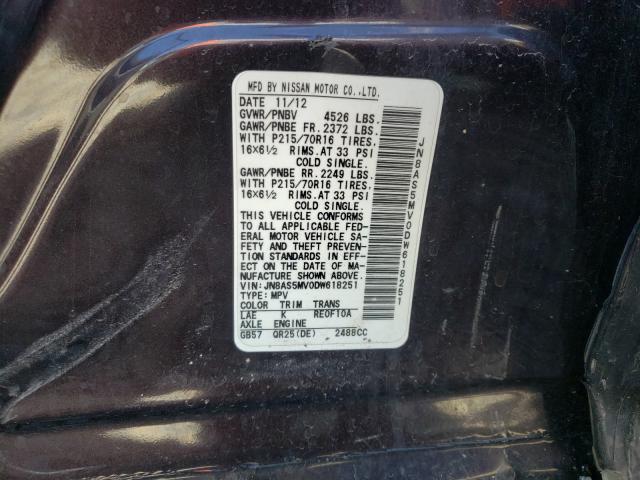 MFD BY NISSAN MOTOR CO.,LTD.
DATE 11/12
GVWR/PNBV 4526 LBS.
GAWR/PNBE FR. 2372 LBS.
WITH P215/70R16 TIRES.
16X6½ RIMS. AT 33 PSI
COLD SINGLE.
GAWR/PNBE RR. 2249 LBS.
WITH P215/70R16 TIRES.
16X6½ RIMS. AT 33 PSI
COLD SINGLE.
THIS VEHICLE CONFORMS
TO ALL APPLICABLE FED-
ERAL MOTOR VEHICLE SA-
FETY AND THEFT PREVEN-
TION STANDARDS IN EFF-
ECT ON THE DATE OF MA-
NUFACTURE SHOWN ABOVE.
VIN: JN8AS5MV0DW618251
TYPE: MPV
COLOR TRIM TRANS
LAE K RE0F10A
AXLE ENGINE
GB57 QR25(DE) 2488CC
JN8AS5MV0DW618251